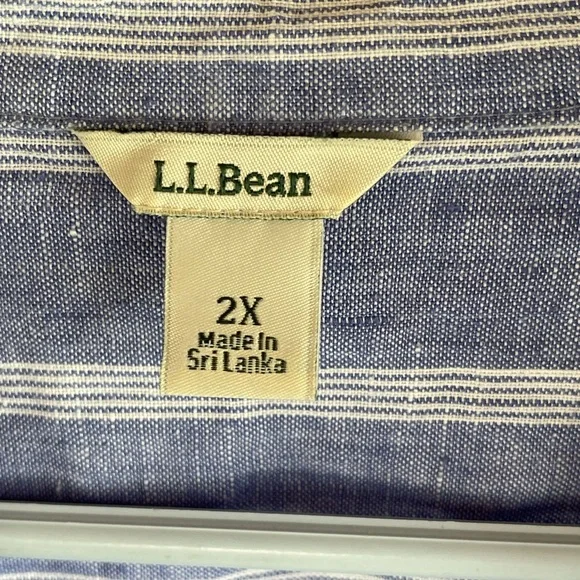 L.L.Bean
2X
Made In
Sri Lanka